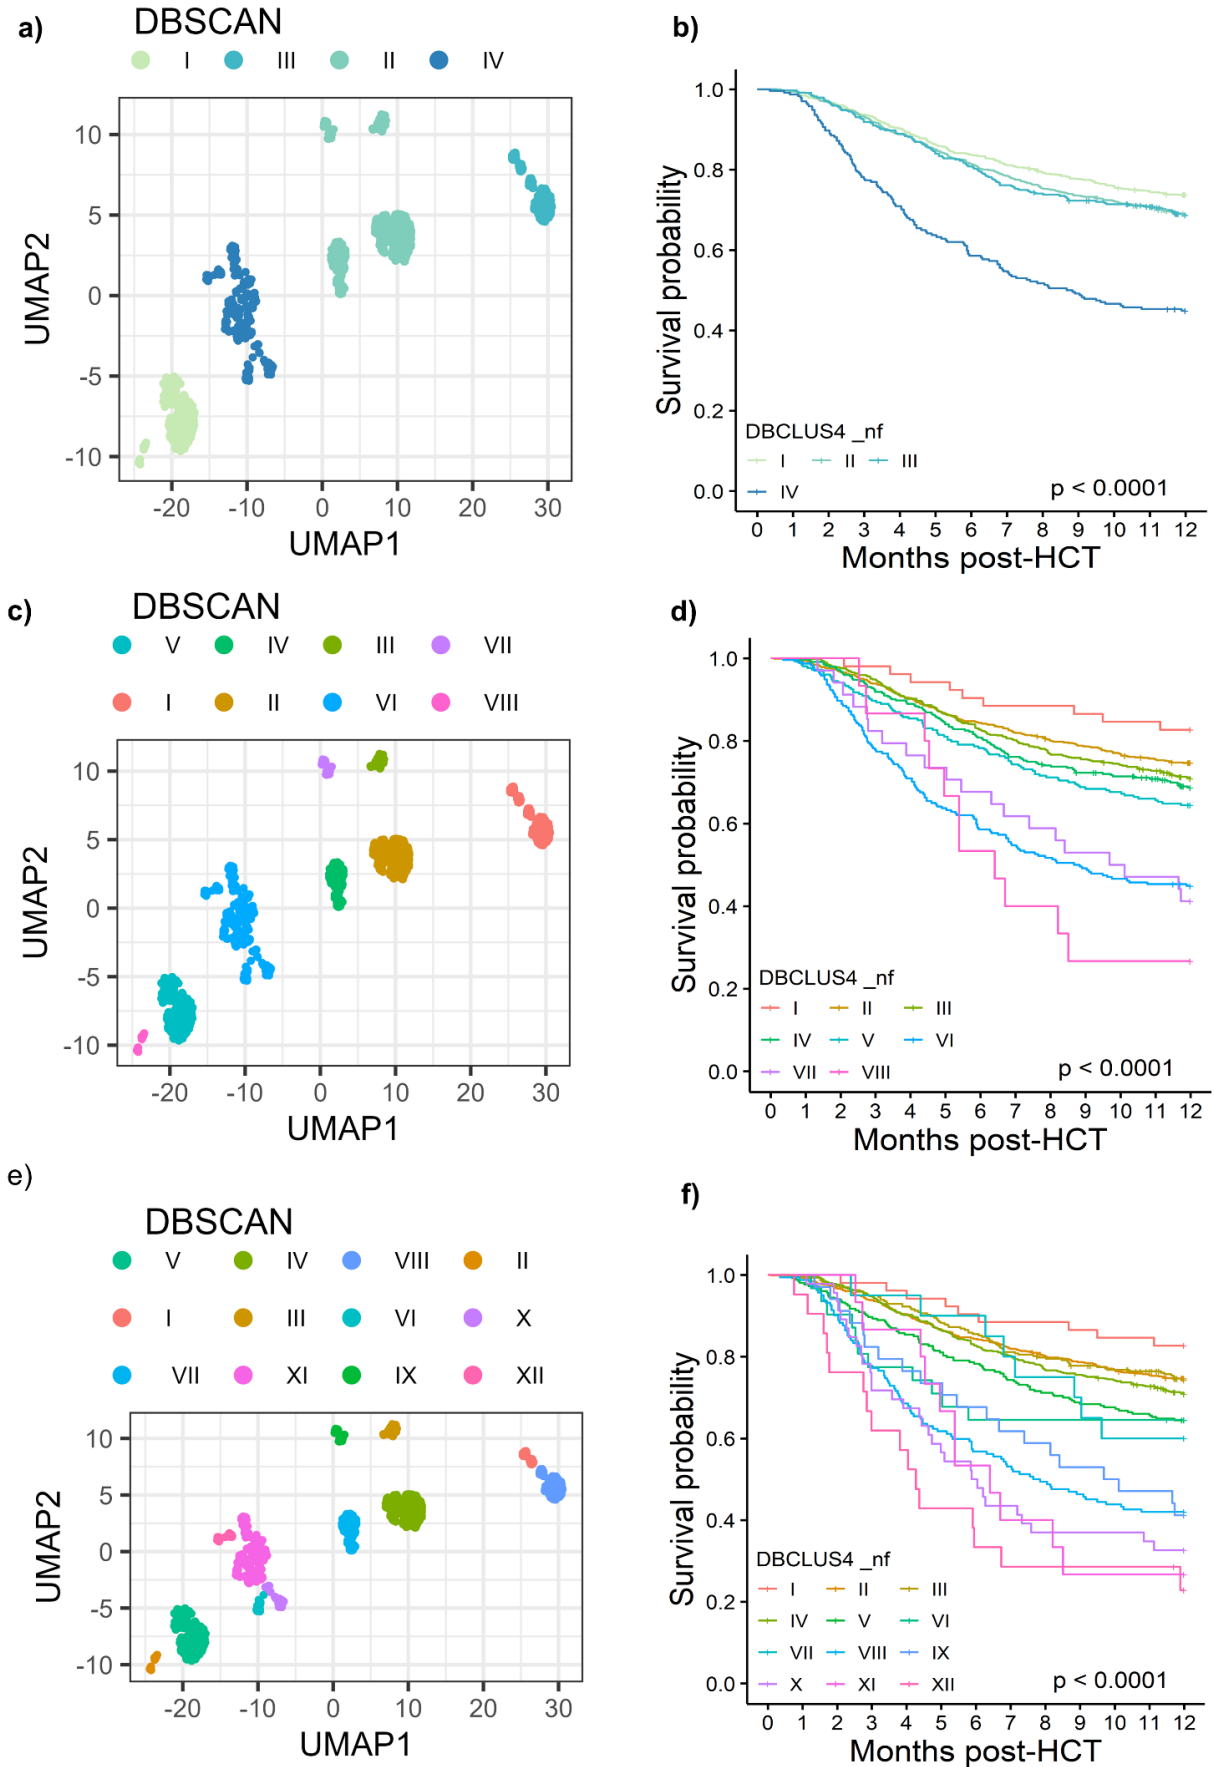 a)
DBSCAN
I III II IV
10
5
0
-5
-10
UMAP2
-20 -10 0 10 20 30
UMAP1
b)
1.0
0.8
0.6
0.4
0.2
0.0
Survival probability
DBCLUS4 _nf
I II III
IV
p < 0.0001
0 1 2 3 4 5 6 7 8 9 10 11 12
Months post-HCT
c)
DBSCAN
V IV III VII
I II VI VIII
10
5
0
-5
-10
UMAP2
-20 -10 0 10 20 30
UMAP1
d)
1.0
0.8
0.6
0.4
0.2
0.0
Survival probability
DBCLUS4 _nf
I II III
IV V VI
VII VIII
p < 0.0001
0 1 2 3 4 5 6 7 8 9 10 11 12
Months post-HCT
e)
DBSCAN
V IV VIII II
I III VI X
VII XI IX XII
10
5
0
-5
-10
UMAP2
-20 -10 0 10 20 30
UMAP1
f)
1.0
0.8
0.6
0.4
0.2
0.0
Survival probability
DBCLUS4 _nf
I II III
IV V VI
VII VIII IX
X XI XII
p < 0.0001
0 1 2 3 4 5 6 7 8 9 10 11 12
Months post-HCT